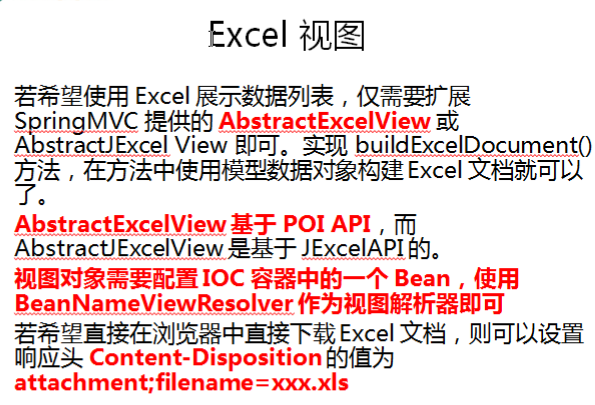 Excel 视图
若希望使用 Excel 展示数据列表，仅需要扩展
SpringMVC 提供的 AbstractExcelView 或
AbstractJExcel View 即可。实现 buildExcelDocument()
方法，在方法中使用模型数据对象构建 Excel 文档就可以
了。
AbstractExcelView 基于 POI API，而
AbstractJExcelView 是基于 JExcelAPI 的。
视图对象需要配置 IOC 容器中的一个 Bean，使用
BeanNameViewResolver 作为视图解析器即可
若希望直接在浏览器中直接下载 Excel 文档，则可以设置
响应头 Content-Disposition 的值为
attachment;filename=xxx.xls